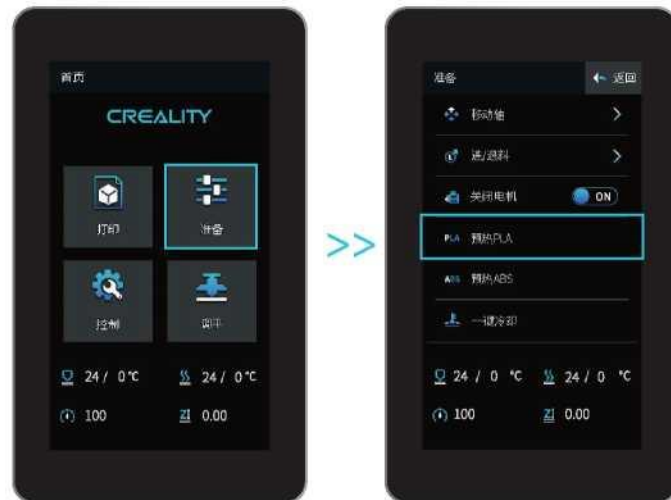 首页
CREALITY
打印
准备
控制
调平
24 / 0 ℃
24 / 0 ℃
100
0.00
>>
准备
返回
移动轴
进/退料
关闭电机
ON
PLA 预热PLA
ABS 预热ABS
一键冷却
24 / 0 ℃
24 / 0 ℃
100
0.00